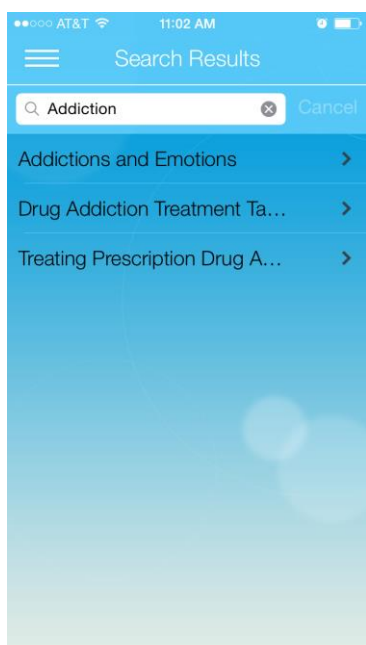 AT&T 11:02 AM
Search Results
Addiction Cancel
Addictions and Emotions
Drug Addiction Treatment Ta...
Treating Prescription Drug A...